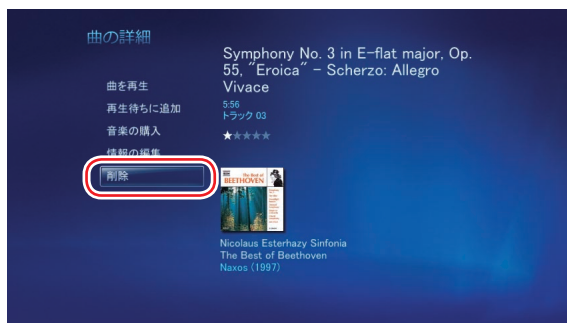 曲の詳細
曲を再生
再生待ちに追加
音楽の購入
情報の編集
削除
Symphony No. 3 in E-flat major, Op.
55, "Eroica" - Scherzo: Allegro
Vivace
5:56
トラック 03
The Best of
BEETHOVEN
Nicolaus Esterhazy Sinfonia
The Best of Beethoven
Naxos (1997)